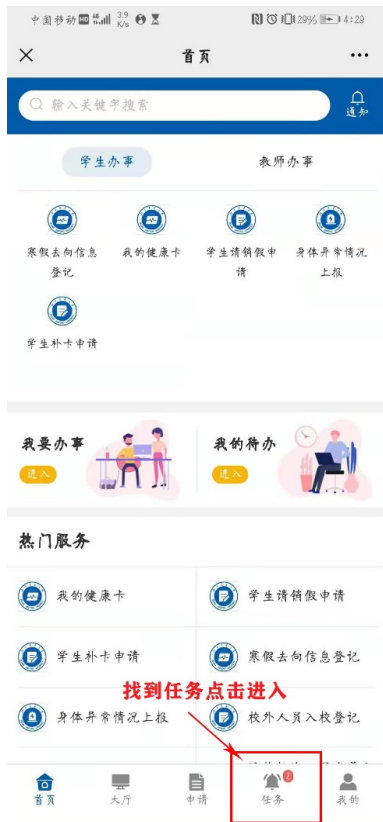 中国移动 HD 4G 3.9 K/s 29% 4:29
首页
输入关键字搜索
通知
学生办事 教师办事
寒假去向信息登记 我的健康卡 学生请销假申请 身体异常情况上报
学生补卡申请
我要办事 我的待办
进入 进入
热门服务
我的健康卡 学生请销假申请
学生补卡申请 寒假去向信息登记
找到任务点击进入
身体异常情况上报 校外人员入校登记
2
首页 大厅 申请 任务 我的